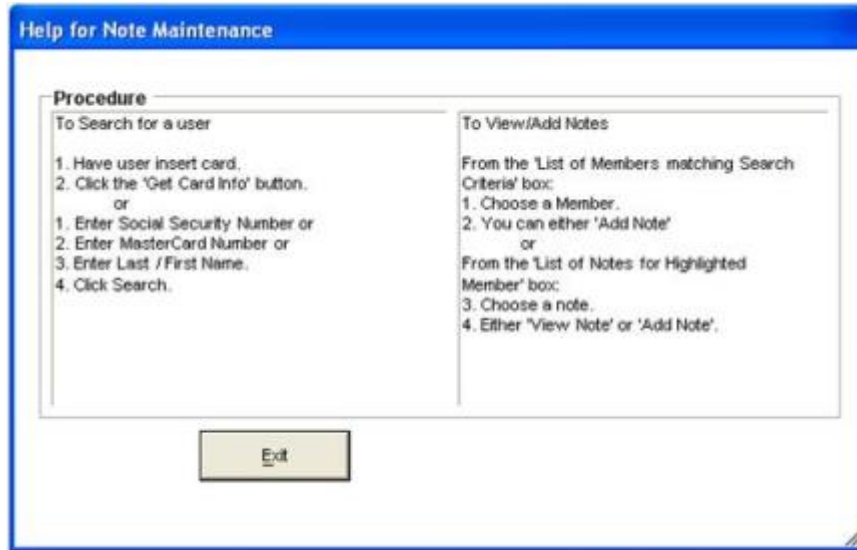 Help for Note Maintenance
Procedure
To Search for a user
1. Have user insert card.
2. Click the 'Get Card Info' button.
or
1. Enter Social Security Number or
2. Enter MasterCard Number or
3. Enter Last / First Name.
4. Click Search.
To View/Add Notes
From the 'List of Members matching Search
Criteria' box:
1. Choose a Member.
2. You can either 'Add Note'
or
From the 'List of Notes for Highlighted
Member' box:
3. Choose a note.
4. Either 'View Note' or 'Add Note'.
Exit